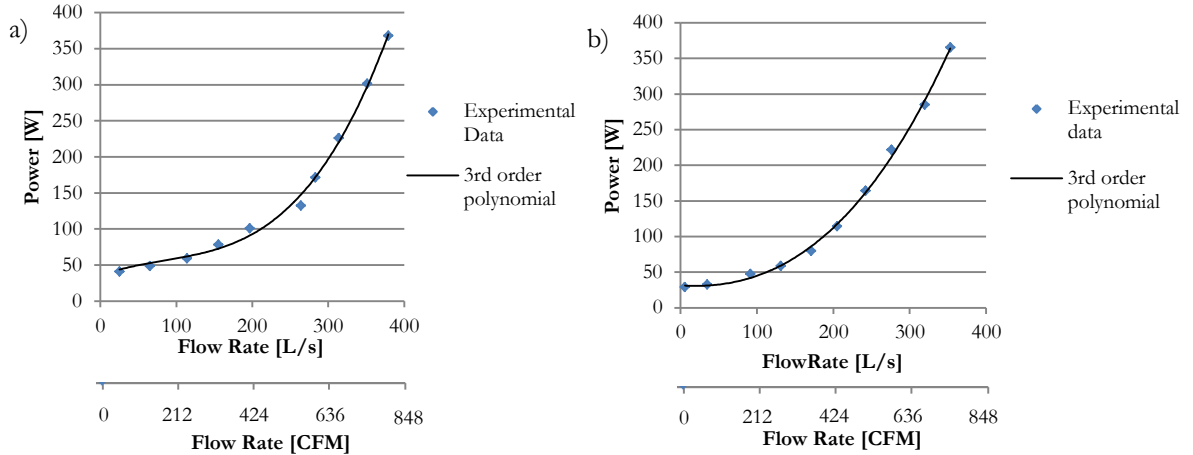 a)
400
350
300
250
200
150
100
50
0
Power [W]
0 100 200 300 400
Flow Rate [L/s]
0 212 424 636 848
Flow Rate [CFM]
Experimental
Data
3rd order
polynomial
b)
400
350
300
250
200
150
100
50
0
Power [W]
0 100 200 300 400
FlowRate [L/s]
0 212 424 636 848
Flow Rate [CFM]
Experimental
data
3rd order
polynomial